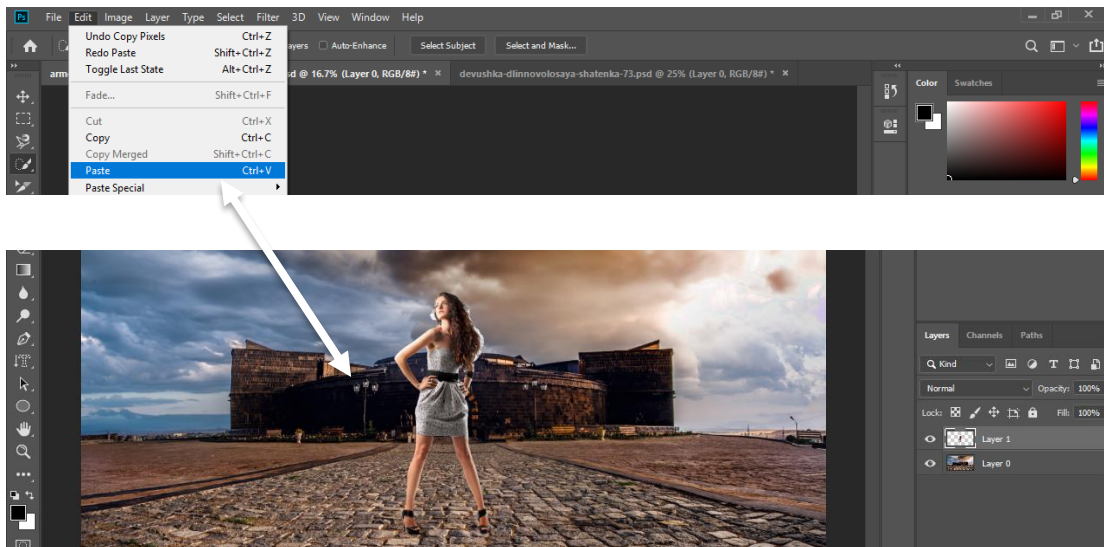 Ps File Edit Image Layer Type Select Filter 3D View Window Help
Undo Copy Pixels Ctrl+Z
Redo Paste Shift+Ctrl+Z
Toggle Last State Alt+Ctrl+Z
Fade... Shift+Ctrl+F
Cut Ctrl+X
Copy Ctrl+C
Copy Merged Shift+Ctrl+C
Paste Ctrl+V
Paste Special
ayers Auto-Enhance Select Subject Select and Mask...
arm sd @ 16.7% (Layer 0, RGB/8#) * × devushka-dlinnovolosaya-shatenka-73.psd @ 25% (Layer 0, RGB/8#) * ×
Color Swatches
Layers Channels Paths
Kind
Normal Opacity: 100%
Lock: Fill: 100%
Layer 1
Layer 0